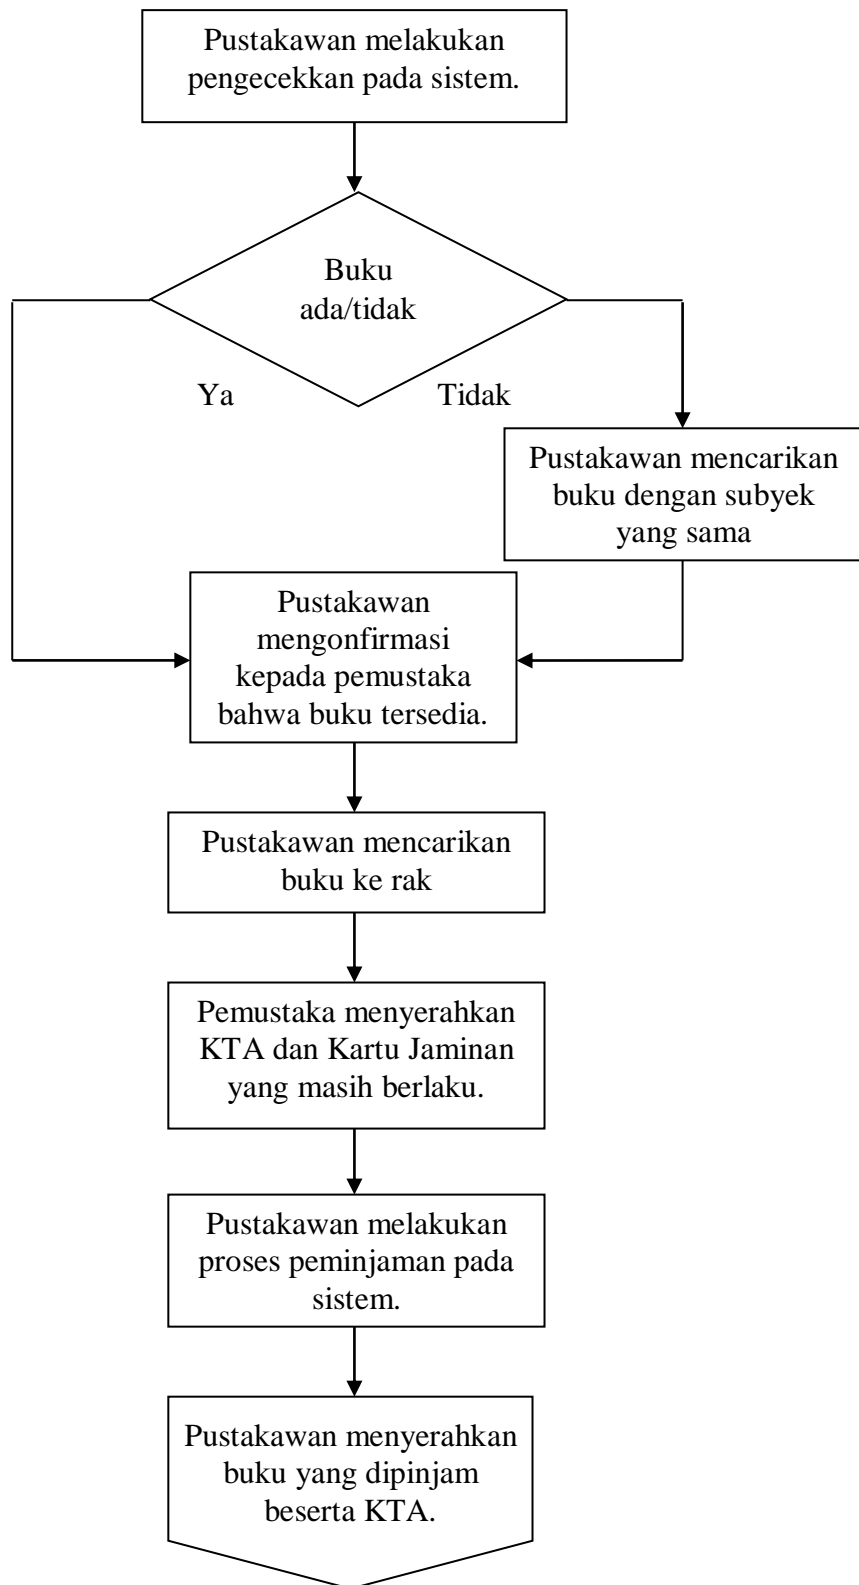 Pustakawan melakukan
pengecekkan pada sistem.
Buku
ada/tidak
Ya
Tidak
Pustakawan mencarikan
buku dengan subyek
yang sama
Pustakawan
mengonfirmasi
kepada pemustaka
bahwa buku tersedia.
Pustakawan mencarikan
buku ke rak
Pemustaka menyerahkan
KTA dan Kartu Jaminan
yang masih berlaku.
Pustakawan melakukan
proses peminjaman pada
sistem.
Pustakawan menyerahkan
buku yang dipinjam
beserta KTA.